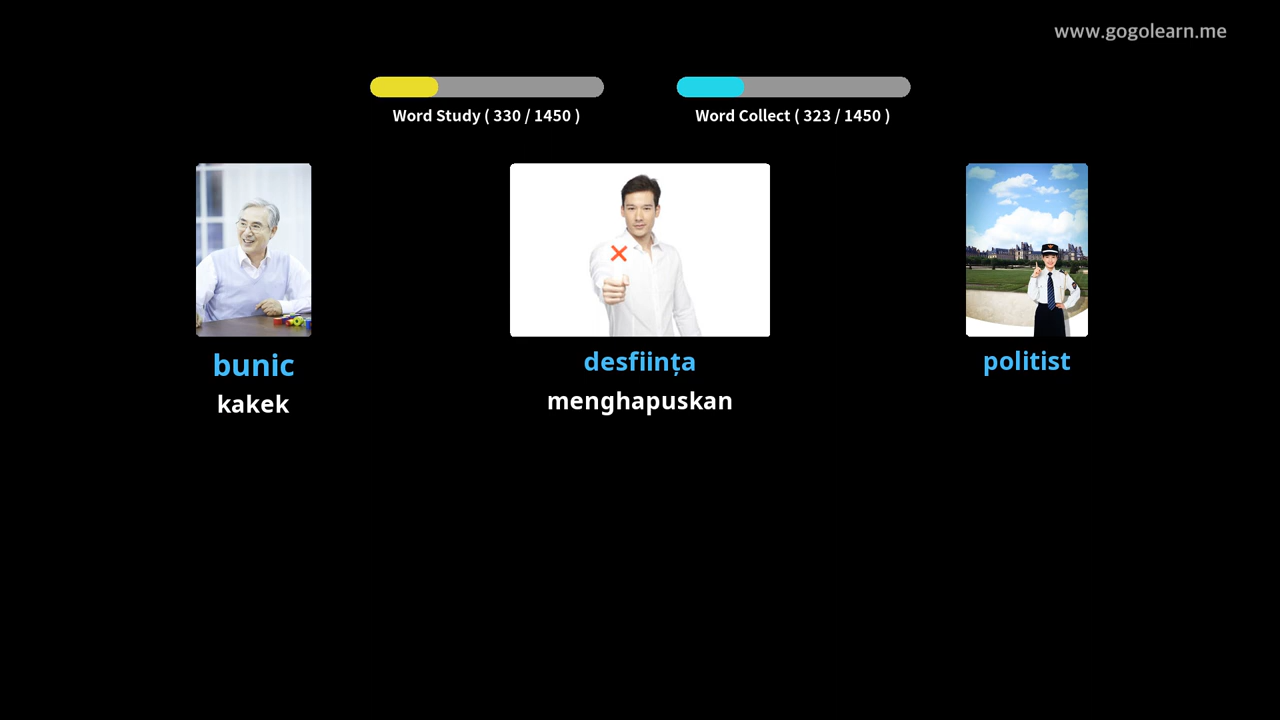 www.gogolearn.me
Word Study ( 330 / 1450 )
Word Collect ( 323 / 1450 )
bunic
kakek
desființa
menghapuskan
politist